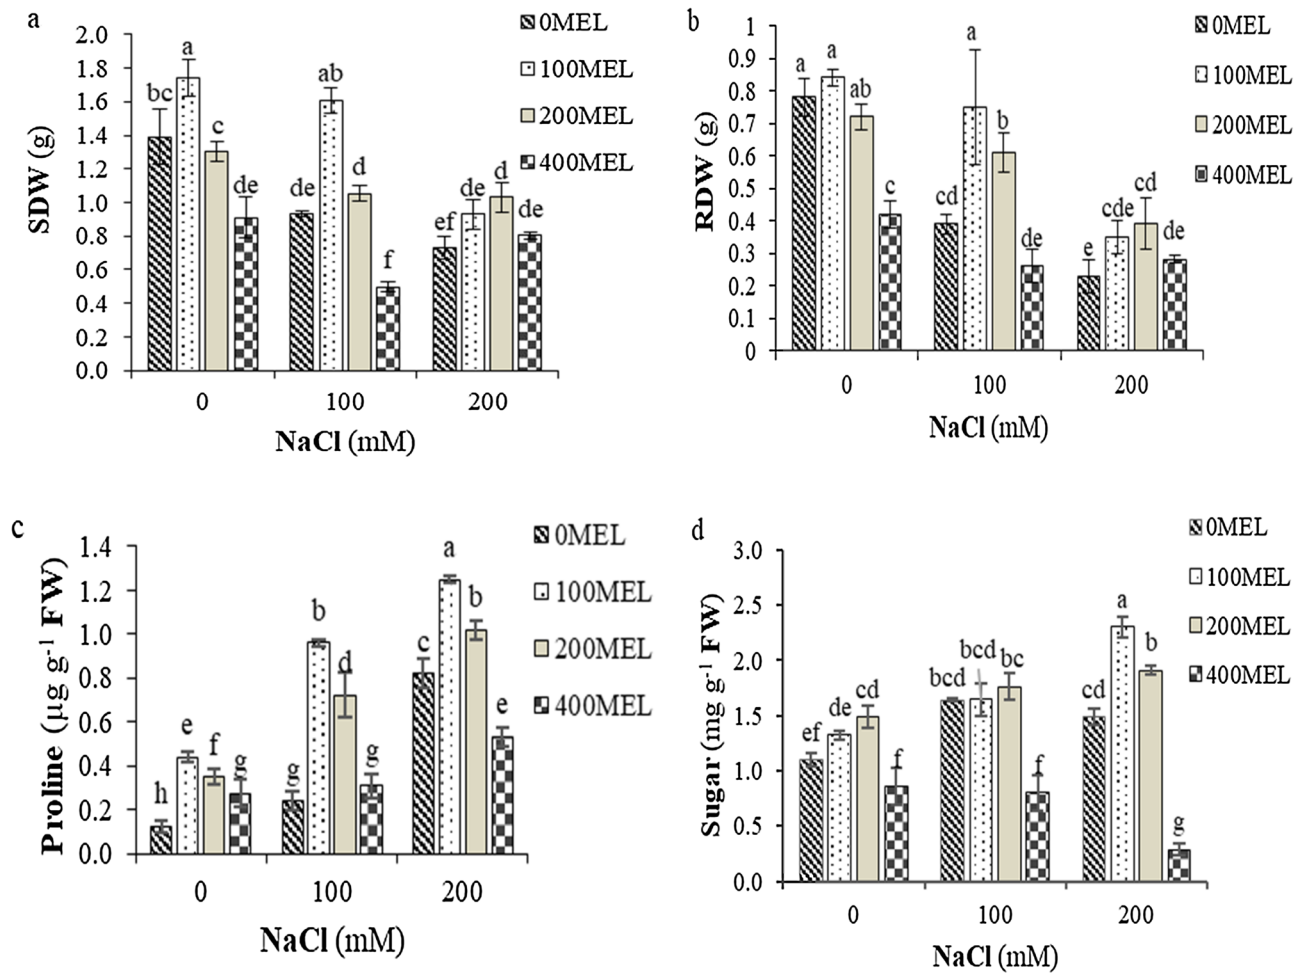 a
SDW (g)
2.0
1.8
1.6
1.4
1.2
1.0
0.8
0.6
0.4
0.2
0.0
bc a c de
de ab d f
ef de d de
0 100 200
NaCl (mM)
0MEL
100MEL
200MEL
400MEL
b
RDW (g)
1
0.9
0.8
0.7
0.6
0.5
0.4
0.3
0.2
0.1
0
a a ab c
cd a b de
e cde cd de
0 100 200
NaCl (mM)
0MEL
100MEL
200MEL
400MEL
c
Proline (µg g-1 FW)
1.4
1.2
1.0
0.8
0.6
0.4
0.2
0.0
h e f g
g b d g
c a b e
0 100 200
NaCl (mM)
0MEL
100MEL
200MEL
400MEL
d
Sugar (mg g-1 FW)
3.0
2.5
2.0
1.5
1.0
0.5
0.0
ef de cd f
bcd bcd bc f
cd a b g
0 100 200
NaCl (mM)
0MEL
100MEL
200MEL
400MEL